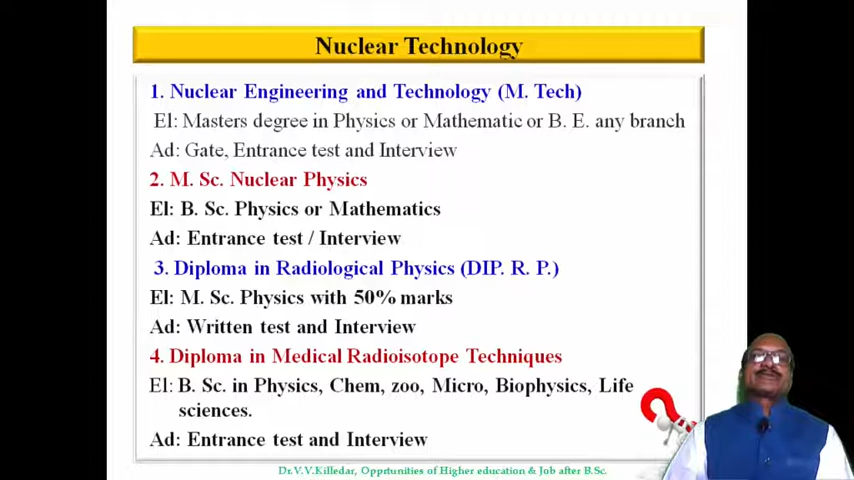 Nuclear Technology
1. Nuclear Engineering and Technology (M. Tech)
El: Masters degree in Physics or Mathematic or B. E. any branch
Ad: Gate, Entrance test and Interview
2. M. Sc. Nuclear Physics
El: B. Sc. Physics or Mathematics
Ad: Entrance test / Interview
3. Diploma in Radiological Physics (DIP. R. P.)
El: M. Sc. Physics with 50% marks
Ad: Written test and Interview
4. Diploma in Medical Radioisotope Techniques
El: B. Sc. in Physics, Chem, zoo, Micro, Biophysics, Life
sciences.
Ad: Entrance test and Interview
Dr.V.V.Killedar, Opprtunities of Higher education & Job after B.Sc.